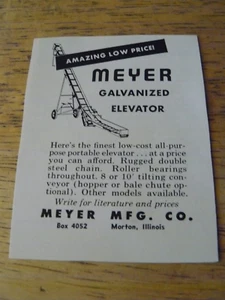 AMAZING LOW PRICE!
MEYER
GALVANIZED
ELEVATOR
Here's the finest low-cost all-pur-
pose portable elevator... at a price
you can afford. Rugged double
steel chain. Roller bearings
throughout. 8 or 10' tilting con-
veyor (hopper or bale chute op-
tional). Other models available.
Write for literature and prices
MEYER MFG. CO.
Box 4052 Morton, Illinois